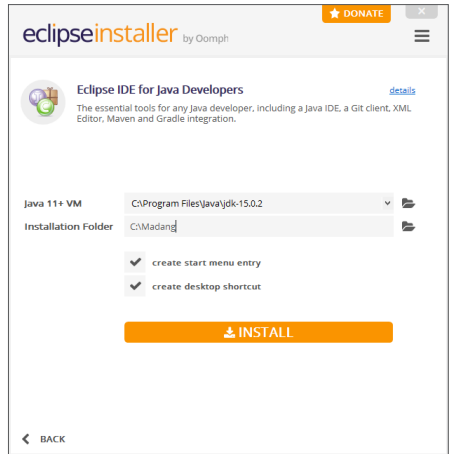 DONATE
eclipseinstaller by Oomph
Eclipse IDE for Java Developers
details
The essential tools for any Java developer, including a Java IDE, a Git client, XML
Editor, Maven and Gradle integration.
Java 11+ VM
C:\Program Files\Java\jdk-15.0.2
Installation Folder
C:\Madang
create start menu entry
create desktop shortcut
INSTALL
BACK